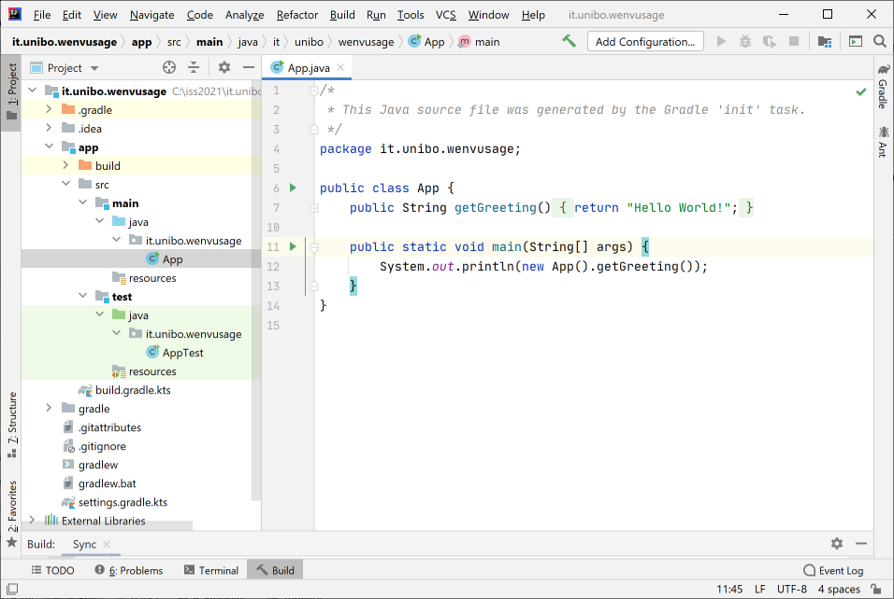 File Edit View Navigate Code Analyze Refactor Build Run Tools VCS Window Help it.unibo.wenvusage
it.unibo.wenvusage app src main java it unibo wenvusage App main Add Configuration...
1: Project
Project
it.unibo.wenvusage C:\iss2021\it.unibo
.gradle
.idea
app
build
src
main
java
it.unibo.wenvusage
App
resources
test
java
it.unibo.wenvusage
AppTest
resources
build.gradle.kts
gradle
.gitattributes
.gitignore
gradlew
gradlew.bat
settings.gradle.kts
External Libraries
7: Structure
2: Favorites
App.java
1 /*
2 * This Java source file was generated by the Gradle 'init' task.
3 */
4 package it.unibo.wenvusage;
5
6 public class App {
7 public String getGreeting() { return "Hello World!"; }
10
11 public static void main(String[] args) {
12 System.out.println(new App().getGreeting());
13 }
14 }
15
Gradle
Ant
Build: Sync
TODO 6: Problems Terminal Build Event Log
11:45 LF UTF-8 4 spaces